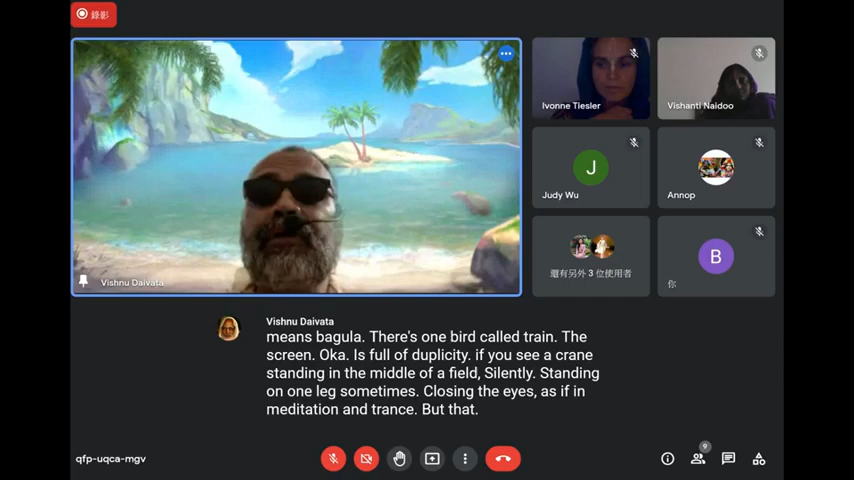 錄影
Ivonne Tiesler
Vishanti Naidoo
J
Judy Wu
Annop
Vishnu Daivata
還有另外 3 位使用者
B
你
Vishnu Daivata
means bagula. There's one bird called train. The
screen. Oka. Is full of duplicity. if you see a crane
standing in the middle of a field, Silently. Standing
on one leg sometimes. Closing the eyes, as if in
meditation and trance. But that.
qfp-uqca-mgv
9